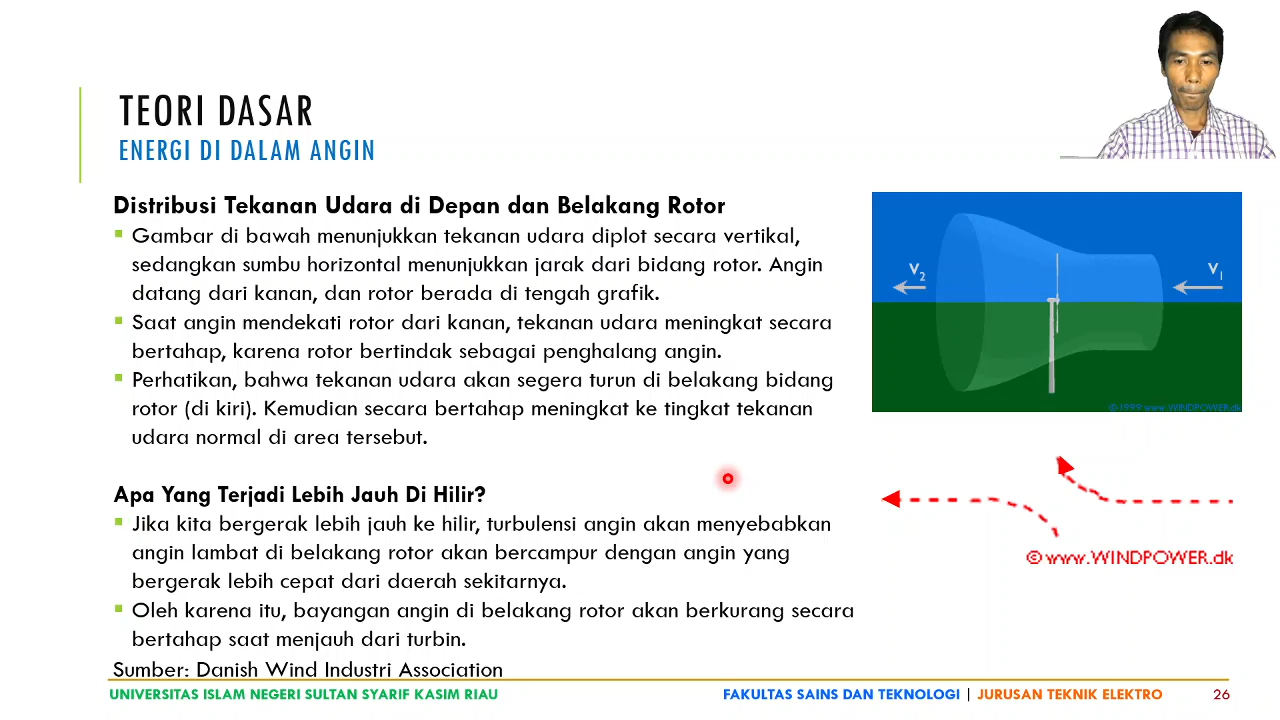 TEORI DASAR
ENERGI DI DALAM ANGIN
Distribusi Tekanan Udara di Depan dan Belakang Rotor
Gambar di bawah menunjukkan tekanan udara diplot secara vertikal,
sedangkan sumbu horizontal menunjukkan jarak dari bidang rotor. Angin
datang dari kanan, dan rotor berada di tengah grafik.
Saat angin mendekati rotor dari kanan, tekanan udara meningkat secara
bertahap, karena rotor bertindak sebagai penghalang angin.
Perhatikan, bahwa tekanan udara akan segera turun di belakang bidang
rotor (di kiri). Kemudian secara bertahap meningkat ke tingkat tekanan
udara normal di area tersebut.
Apa Yang Terjadi Lebih Jauh Di Hilir?
Jika kita bergerak lebih jauh ke hilir, turbulensi angin akan menyebabkan
angin lambat di belakang rotor akan bercampur dengan angin yang
bergerak lebih cepat dari daerah sekitarnya.
Oleh karena itu, bayangan angin di belakang rotor akan berkurang secara
bertahap saat menjauh dari turbin.
Sumber: Danish Wind Industri Association
V2
V1
©1999 www.WINDPOWER.dk
© www.WINDPOWER.dk
UNIVERSITAS ISLAM NEGERI SULTAN SYARIF KASIM RIAU
FAKULTAS SAINS DAN TEKNOLOGI | JURUSAN TEKNIK ELEKTRO
26